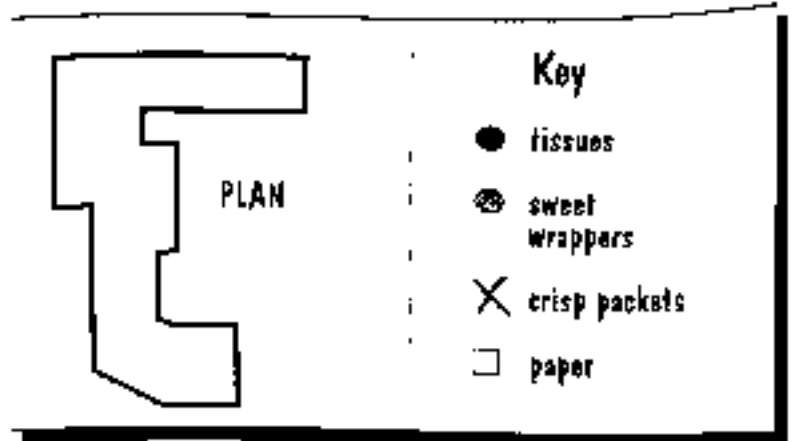 PLAN
Key
tissues
sweet
wrappers
crisp packets
paper